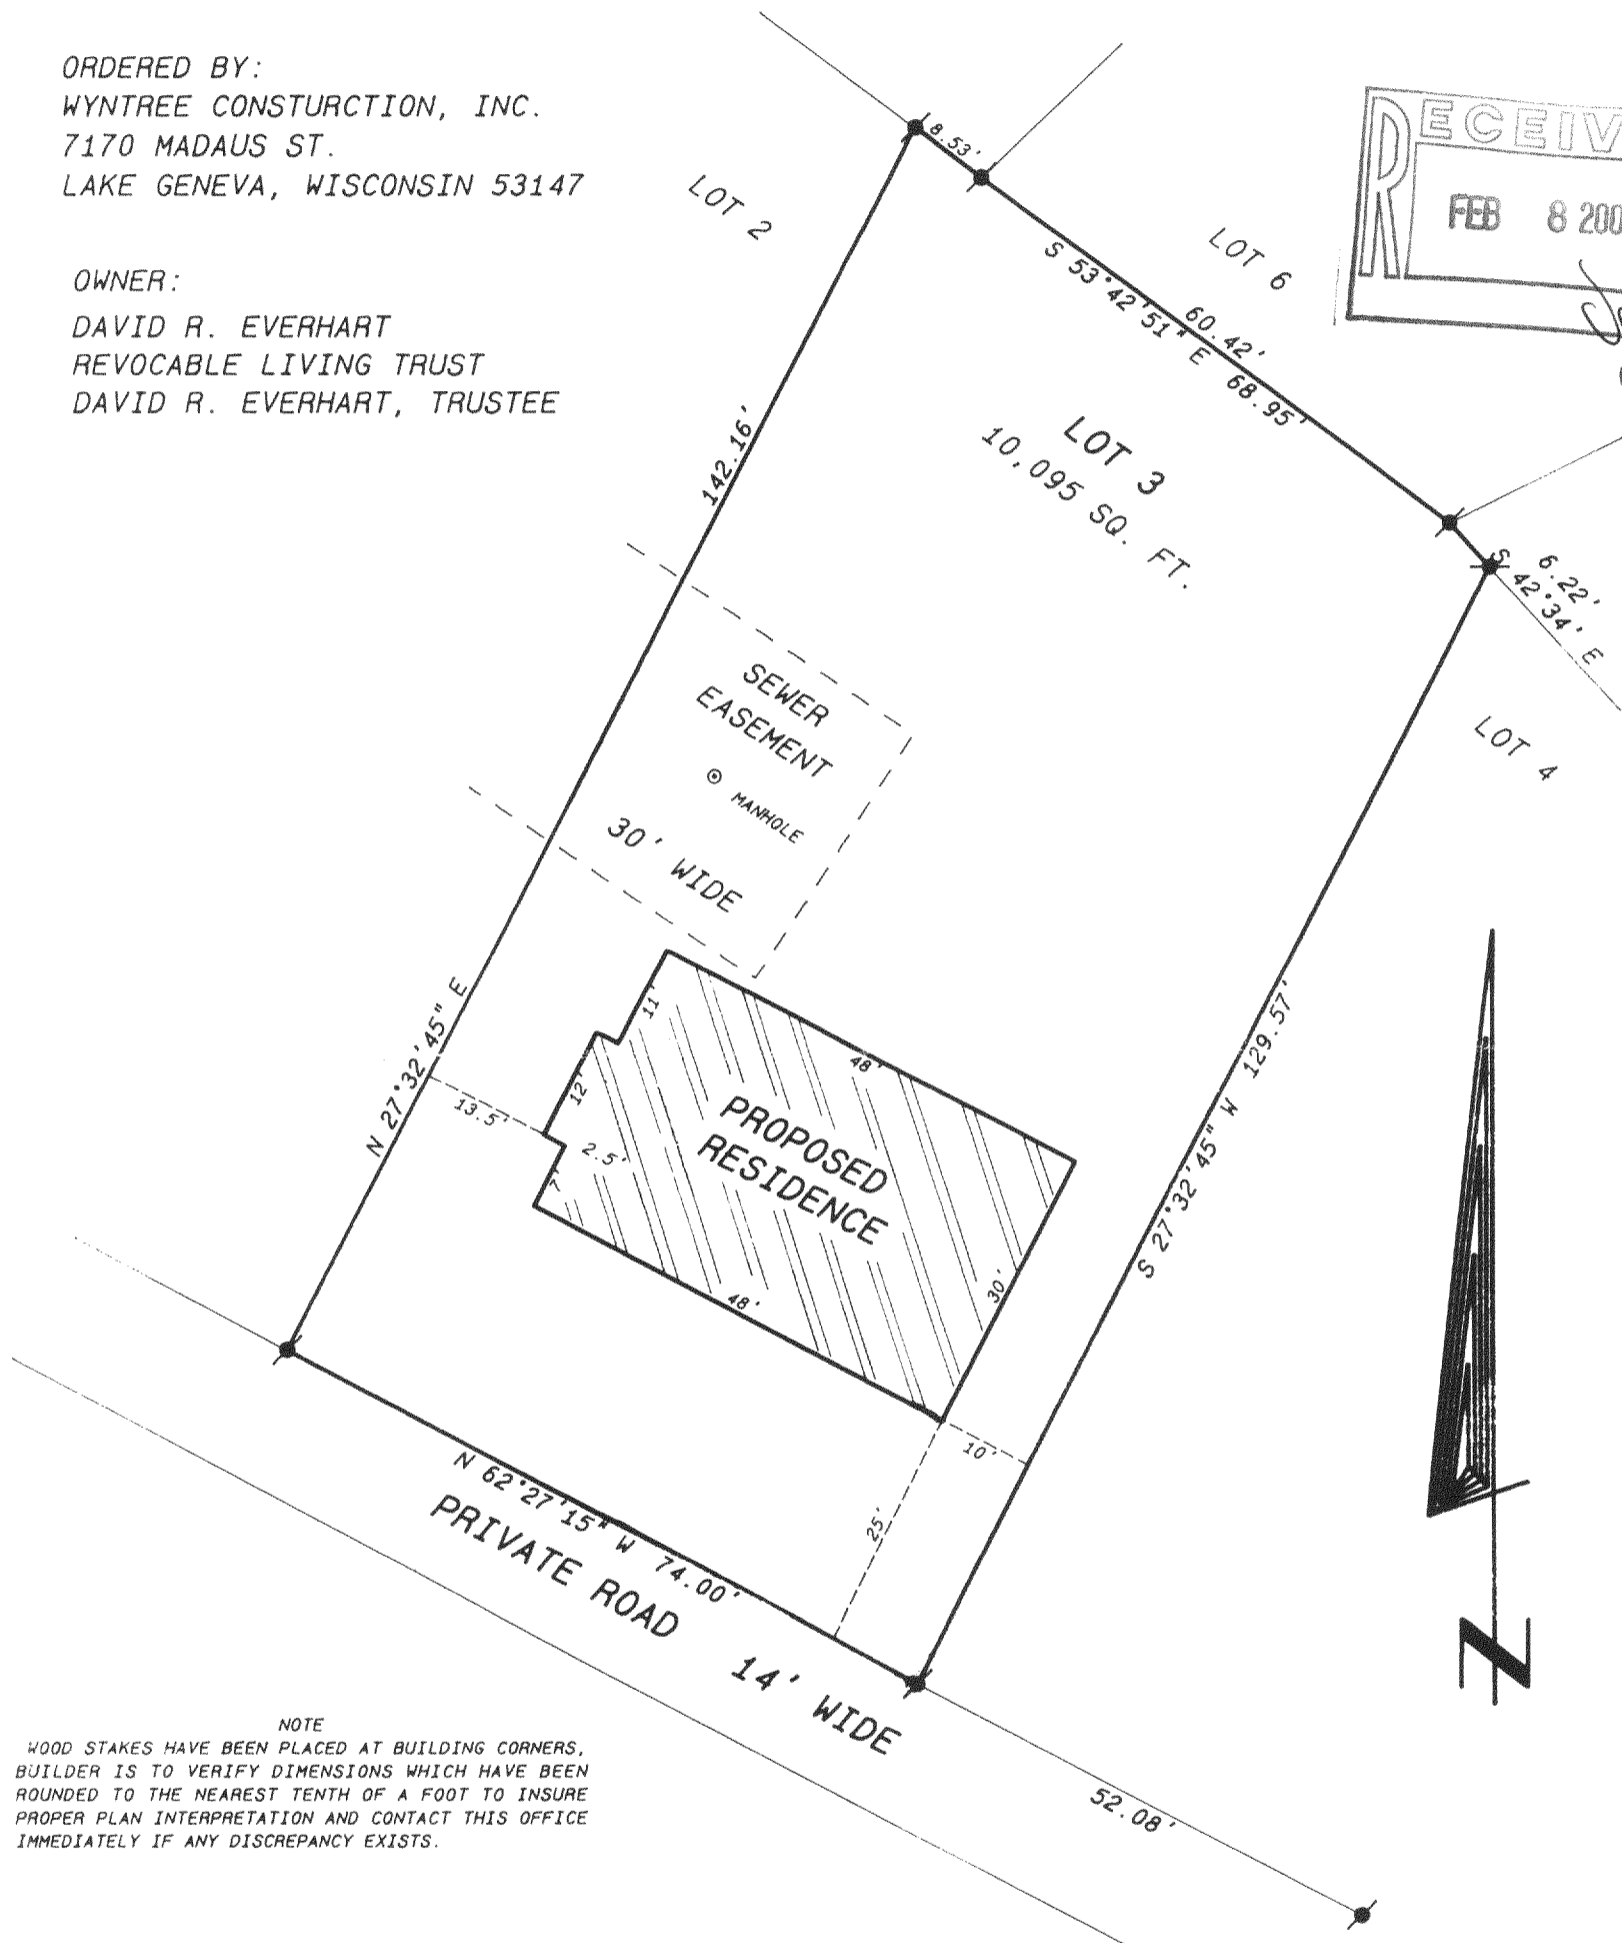 ORDERED BY:
WYNTREE CONSTURCTION, INC.
7170 MADAUS ST.
LAKE GENEVA, WISCONSIN 53147
OWNER:
DAVID R. EVERHART
REVOCABLE LIVING TRUST
DAVID R. EVERHART, TRUSTEE
RECEIV
FEB 8 200
8.53'
LOT 2
LOT 6
S 53°42'51" E 68.95'
60.42'
LOT 3
10,095 SQ. FT.
142.16'
6.22'
S 42°34' E
LOT 4
SEWER
EASEMENT
MANHOLE
30' WIDE
N 27°32'45" E
S 27°32'45" W 129.57'
11'
12'
13.5'
2.5'
7'
48'
PROPOSED
RESIDENCE
48'
30'
10'
25'
N 62°27'15" W 74.00'
PRIVATE ROAD 14' WIDE
52.08'
N
NOTE
WOOD STAKES HAVE BEEN PLACED AT BUILDING CORNERS,
BUILDER IS TO VERIFY DIMENSIONS WHICH HAVE BEEN
ROUNDED TO THE NEAREST TENTH OF A FOOT TO INSURE
PROPER PLAN INTERPRETATION AND CONTACT THIS OFFICE
IMMEDIATELY IF ANY DISCREPANCY EXISTS.